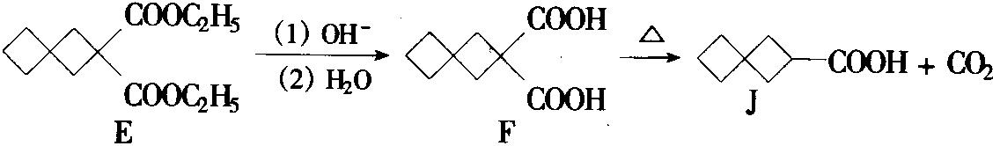 COOC₂H₅
COOC₂H₅
E
(1) OH⁻
(2) H₂O
COOH
COOH
F
△
COOH + CO₂
J